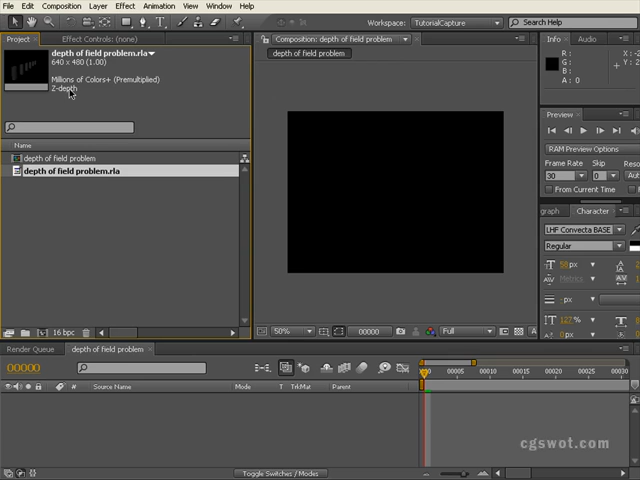 File Edit Composition Layer Effect Animation View Window Help
Workspace: TutorialCapture Search Help
Project Effect Controls: (none) Composition: depth of field problem Info Audio
depth of field problem.rla
640 x 480 (1.00)
Millions of Colors+ (Premultiplied)
Z-depth
depth of field problem
R :
G :
B :
A : 0
Name
depth of field problem
depth of field problem.rla
Preview
RAM Preview Options
Frame Rate Skip
30 0
From Current Time
graph Character
LHF Convecta BASE
Regular
px
Metrics
px
127 %
0 px
16 bpc
50% 00000 Full
Render Queue depth of field problem
00000
00005 00010 00015 00020 00025 00030
# Source Name Mode T TrkMat Parent
cgswot.com
Toggle Switches / Modes